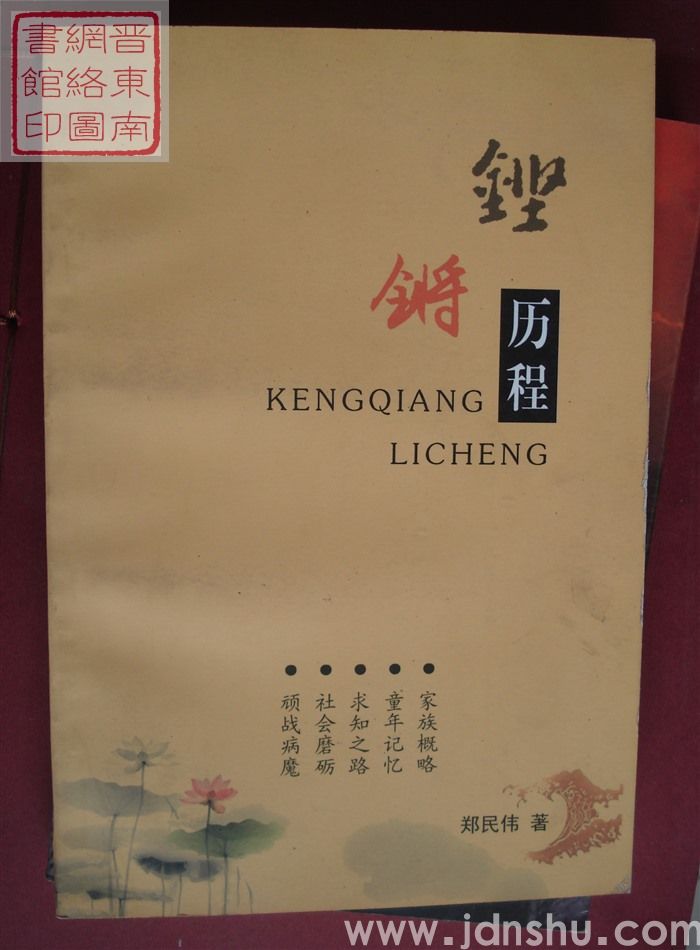 晋東南
網絡圖
書館印
铿
锵
历程
KENGQIANG
LICHENG
家族概略
童年记忆
求知之路
社会磨砺
顽战病魔
郑民伟 著
www.jdnshu.com